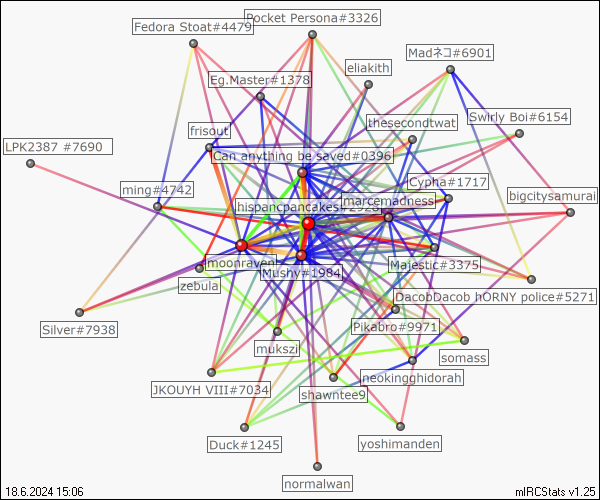 Pocket Persona#3326
Fedora Stoat#4479
Madネコ#6901
eliakith
Eg.Master#1378
Swirly Boi#6154
thesecondtwat
frisout
LPK2387 #7690
Can anything be saved#0396
Cypha#1717
ming#4742
bigcitysamurai
marcemadness
hispancpancakes#2928
moonraven
Majestic#3375
Mushy#1984
zebula
DacobDacob hORNY police#5271
Pikabro#9971
Silver#7938
mukszi
somass
neokingghidorah
JKOUYH VIII#7034
shawntee9
Duck#1245
yoshimanden
normalwan
18.6.2024 15:06
mIRCStats v1.25